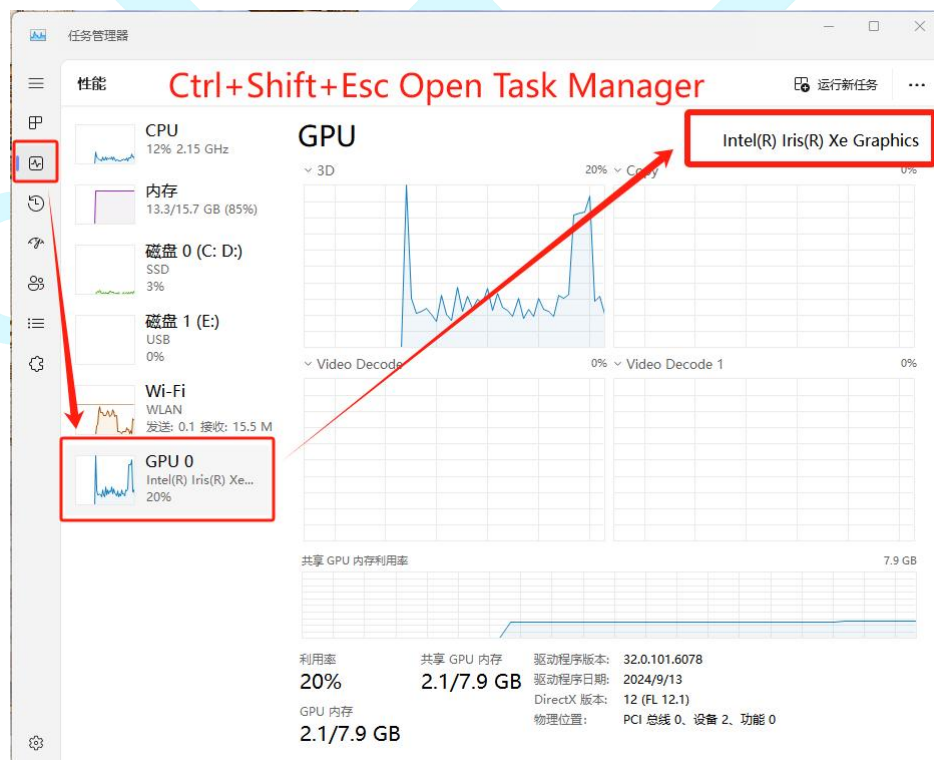 任务管理器
性能
Ctrl+Shift+Esc Open Task Manager
运行新任务
CPU
12% 2.15 GHz
内存
13.3/15.7 GB (85%)
磁盘 0 (C: D:)
SSD
3%
磁盘 1 (E:)
USB
0%
Wi-Fi
WLAN
发送: 0.1 接收: 15.5 M
GPU 0
Intel(R) Iris(R) Xe...
20%
GPU
Intel(R) Iris(R) Xe Graphics
3D 20%
Copy 0%
Video Decode 0%
Video Decode 1 0%
共享 GPU 内存利用率 7.9 GB
利用率
20%
共享 GPU 内存
2.1/7.9 GB
GPU 内存
2.1/7.9 GB
驱动程序版本: 32.0.101.6078
驱动程序日期: 2024/9/13
DirectX 版本: 12 (FL 12.1)
物理位置: PCI 总线 0、设备 2、功能 0